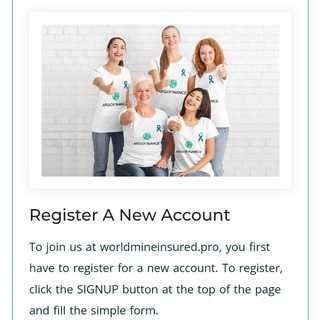 ARGOFINANCE
ARGOFINANCE
ARGOFINANCE
ARGOFINANCE
ARGOFINANCE
Register A New Account
To join us at worldmineinsured.pro, you first
have to register for a new account. To register,
click the SIGNUP button at the top of the page
and fill the simple form.